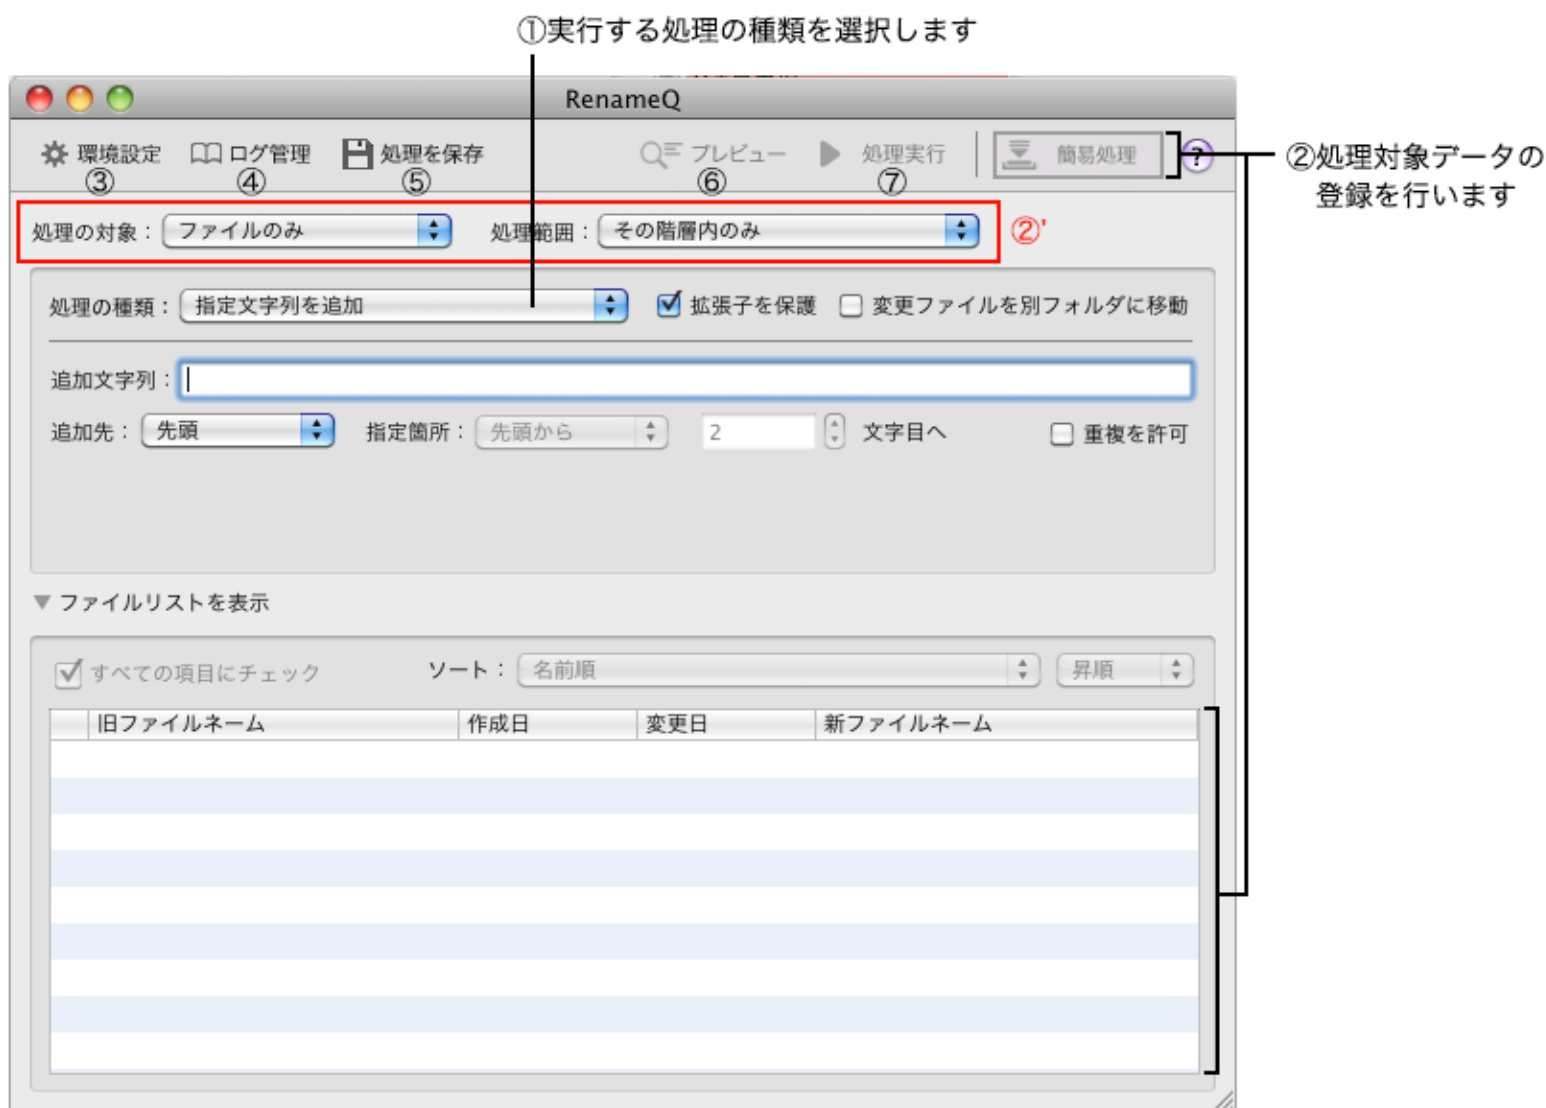 ①実行する処理の種類を選択します
RenameQ
環境設定 ログ管理 処理を保存 プレビュー 処理実行 簡易処理 ?
③ ④ ⑤ ⑥ ⑦
②処理対象データの
登録を行います
処理の対象： ファイルのみ 処理範囲： その階層内のみ ②'
処理の種類： 指定文字列を追加 拡張子を保護 変更ファイルを別フォルダに移動
追加文字列：
追加先： 先頭 指定箇所： 先頭から 2 文字目へ 重複を許可
ファイルリストを表示
すべての項目にチェック ソート： 名前順 昇順
旧ファイルネーム 作成日 変更日 新ファイルネーム